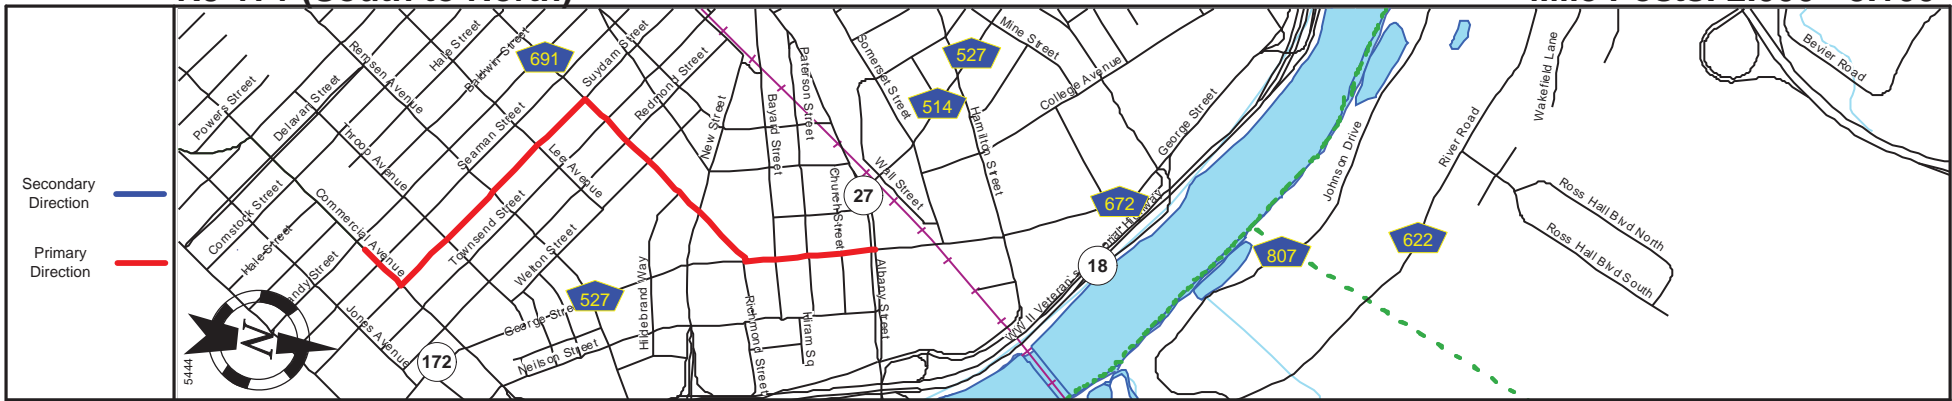 Secondary
Direction
Primary
Direction
Powers Street
Delavan Street
Remsen Avenue
Hale Street
Baldwin Street
691
Suydam Street
Redmond Street
Throop Avenue
Seaman Street
Lee Avenue
New Street
Bayard Street
Paterson Street
Church Street
27
Wall Street
Somerset Street
527
514
Mine Street
College Avenue
Hamilton Street
George Street
672
18
WW II Veteran's
Johnson Drive
River Road
Wakefield Lane
Bevier Road
Ross Hall Blvd North
Ross Hall Blvd South
622
807
Comstock Street
Hale Street
Commercial Avenue
Townsend Street
Welton Street
527
Hildebrand Way
George Stre
Neilson Street
Jones Avenue
172
Richmond Street
Hiram Sq
Albany Street
N
5444